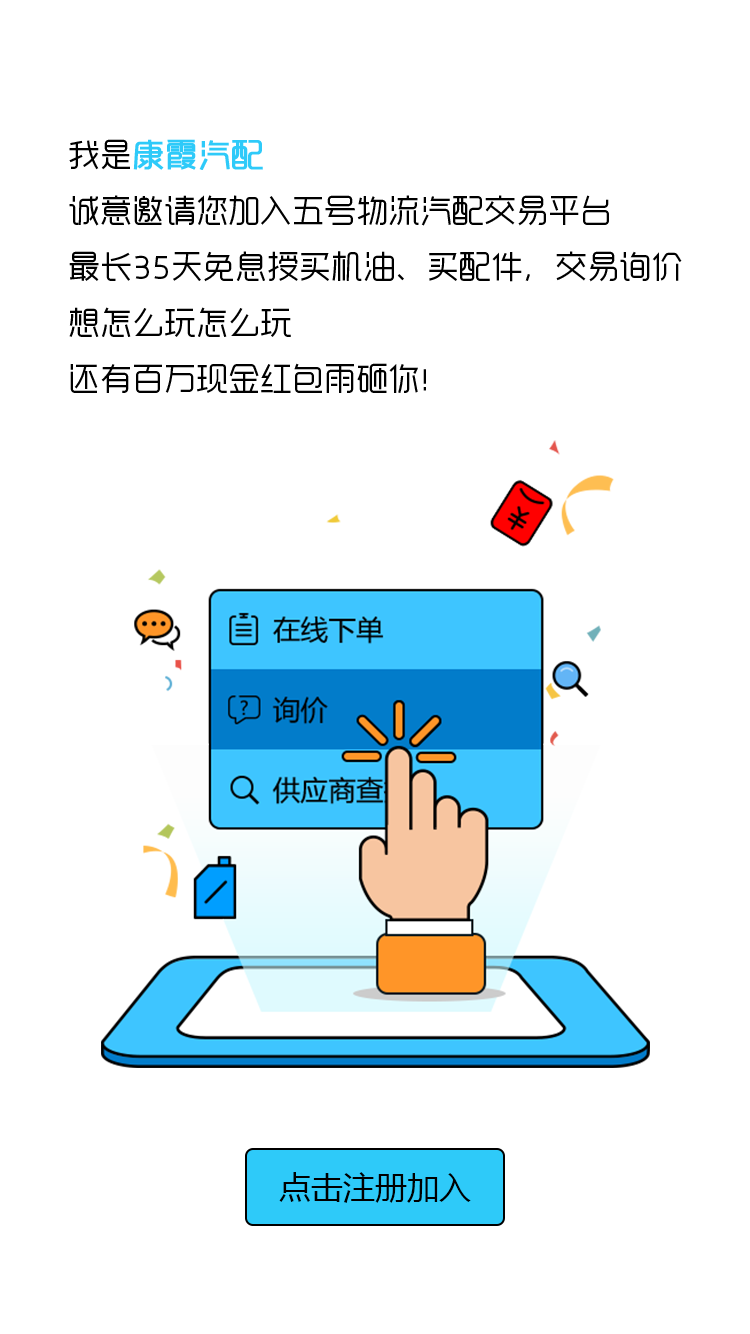 我是康霞汽配
诚意邀请您加入五号物流汽配交易平台
最长35天免息授买机油、买配件，交易询价
想怎么玩怎么玩
还有百万现金红包雨砸你!
在线下单
询价
供应商查
点击注册加入